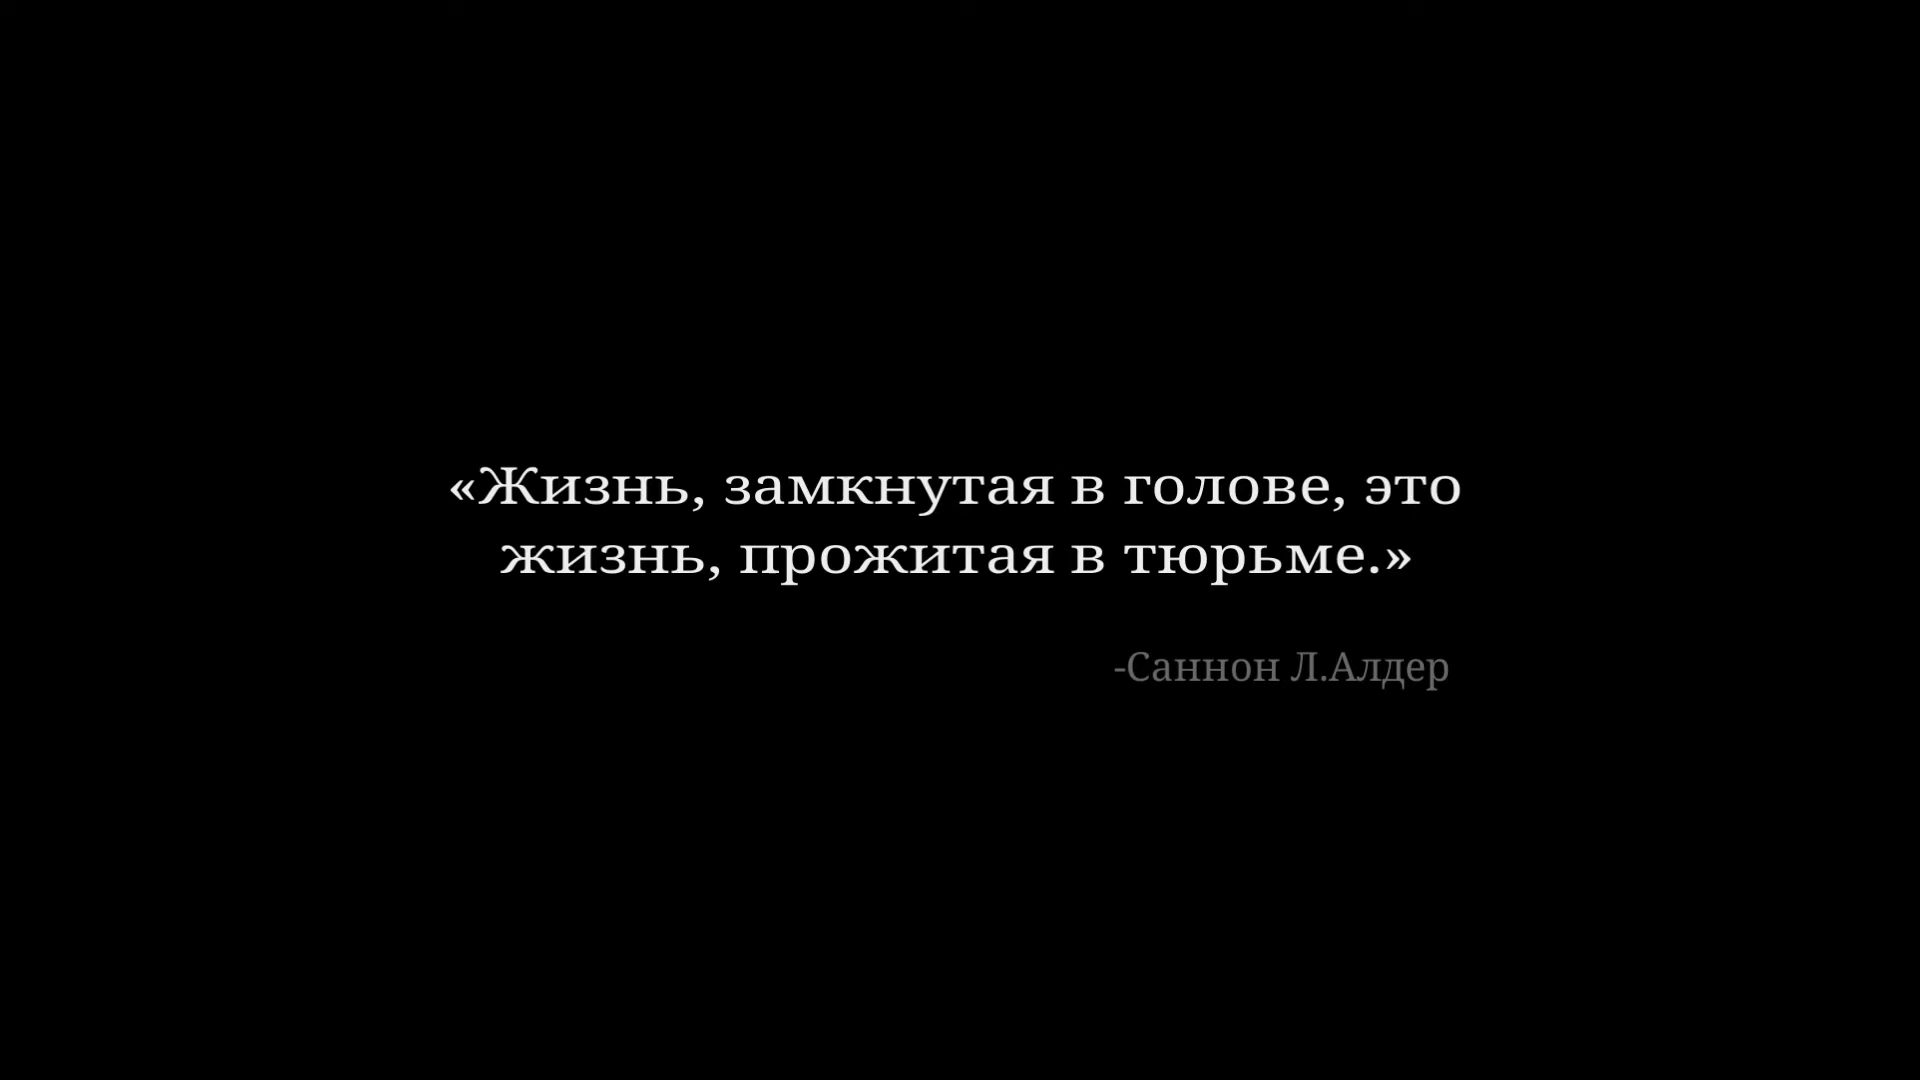 «Жизнь, замкнутая в голове, это
жизнь, прожитая в тюрьме.»
-Саннон Л.Алдер